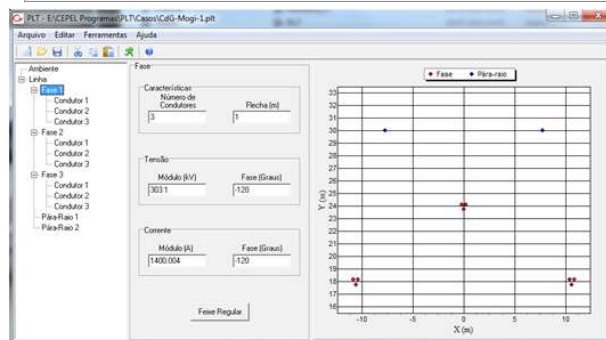 PLT - E:\CEPEL Programas\PLT\Casos\CdG-Mogi-1.plt
Arquivo Editar Ferramentas Ajuda
Ambiente
Linha
Fase 1
Condutor 1
Condutor 2
Condutor 3
Fase 2
Condutor 1
Condutor 2
Condutor 3
Fase 3
Condutor 1
Condutor 2
Condutor 3
Pára-Raio 1
Pára-Raio 2
Fase
Características
Número de
Condutores
Flecha (m)
3
1
Tensão
Módulo (kV)
Fase (Graus)
303.1
-120
Corrente
Módulo (A)
Fase (Graus)
1400.004
-120
Feixe Regular
Fase Pára-raio
Y (m)
33
32
31
30
29
28
27
26
25
24
23
22
21
20
19
18
17
16
-10 -5 0 5 10
X (m)